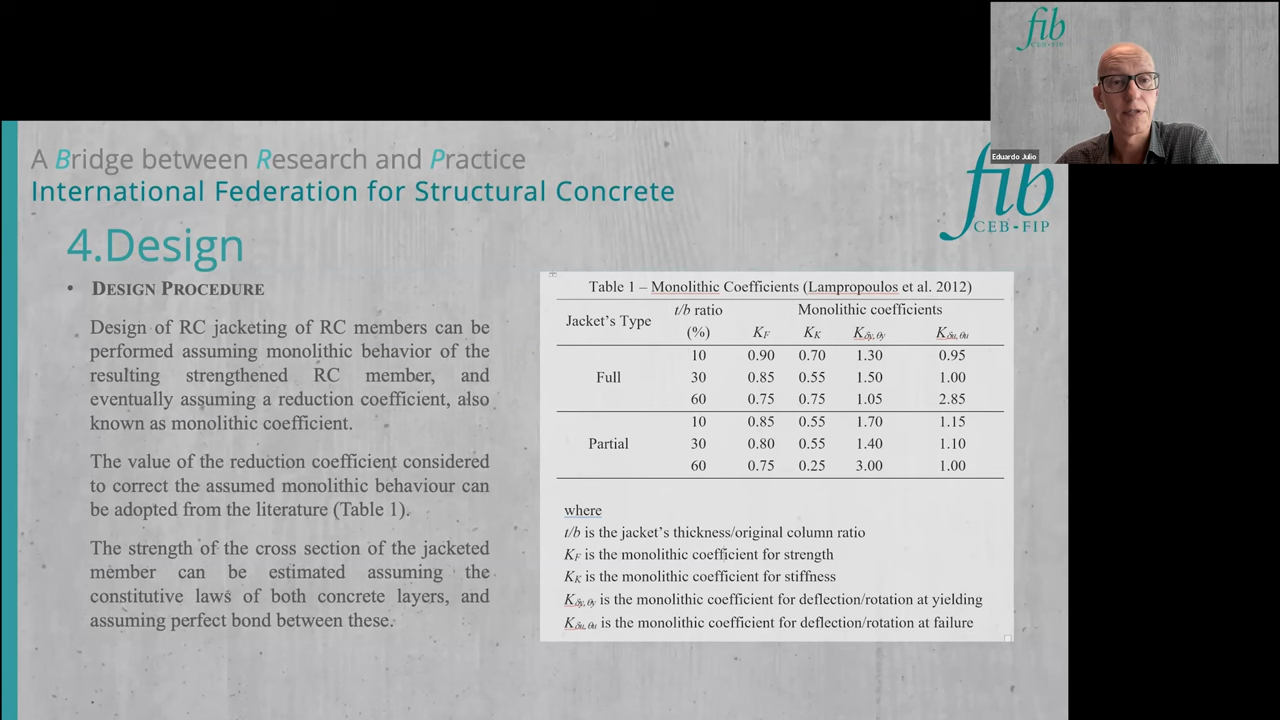 fib
CEB-FIP
Eduardo Julio
A Bridge between Research and Practice
International Federation for Structural Concrete
fib
CEB-FIP
4.Design
• DESIGN PROCEDURE
Design of RC jacketing of RC members can be
performed assuming monolithic behavior of the
resulting strengthened RC member, and
eventually assuming a reduction coefficient, also
known as monolithic coefficient.
The value of the reduction coefficient considered
to correct the assumed monolithic behaviour can
be adopted from the literature (Table 1).
The strength of the cross section of the jacketed
member can be estimated assuming the
constitutive laws of both concrete layers, and
assuming perfect bond between these.
Table 1 – Monolithic Coefficients (Lampropoulos et al. 2012)
Jacket's Type t/b ratio (%) Monolithic coefficients
KF KK Kδy,θy Kδu,θu
10 0.90 0.70 1.30 0.95
Full 30 0.85 0.55 1.50 1.00
60 0.75 0.75 1.05 2.85
10 0.85 0.55 1.70 1.15
Partial 30 0.80 0.55 1.40 1.10
60 0.75 0.25 3.00 1.00
where
t/b is the jacket's thickness/original column ratio
KF is the monolithic coefficient for strength
KK is the monolithic coefficient for stiffness
Kδy,θy is the monolithic coefficient for deflection/rotation at yielding
Kδu,θu is the monolithic coefficient for deflection/rotation at failure